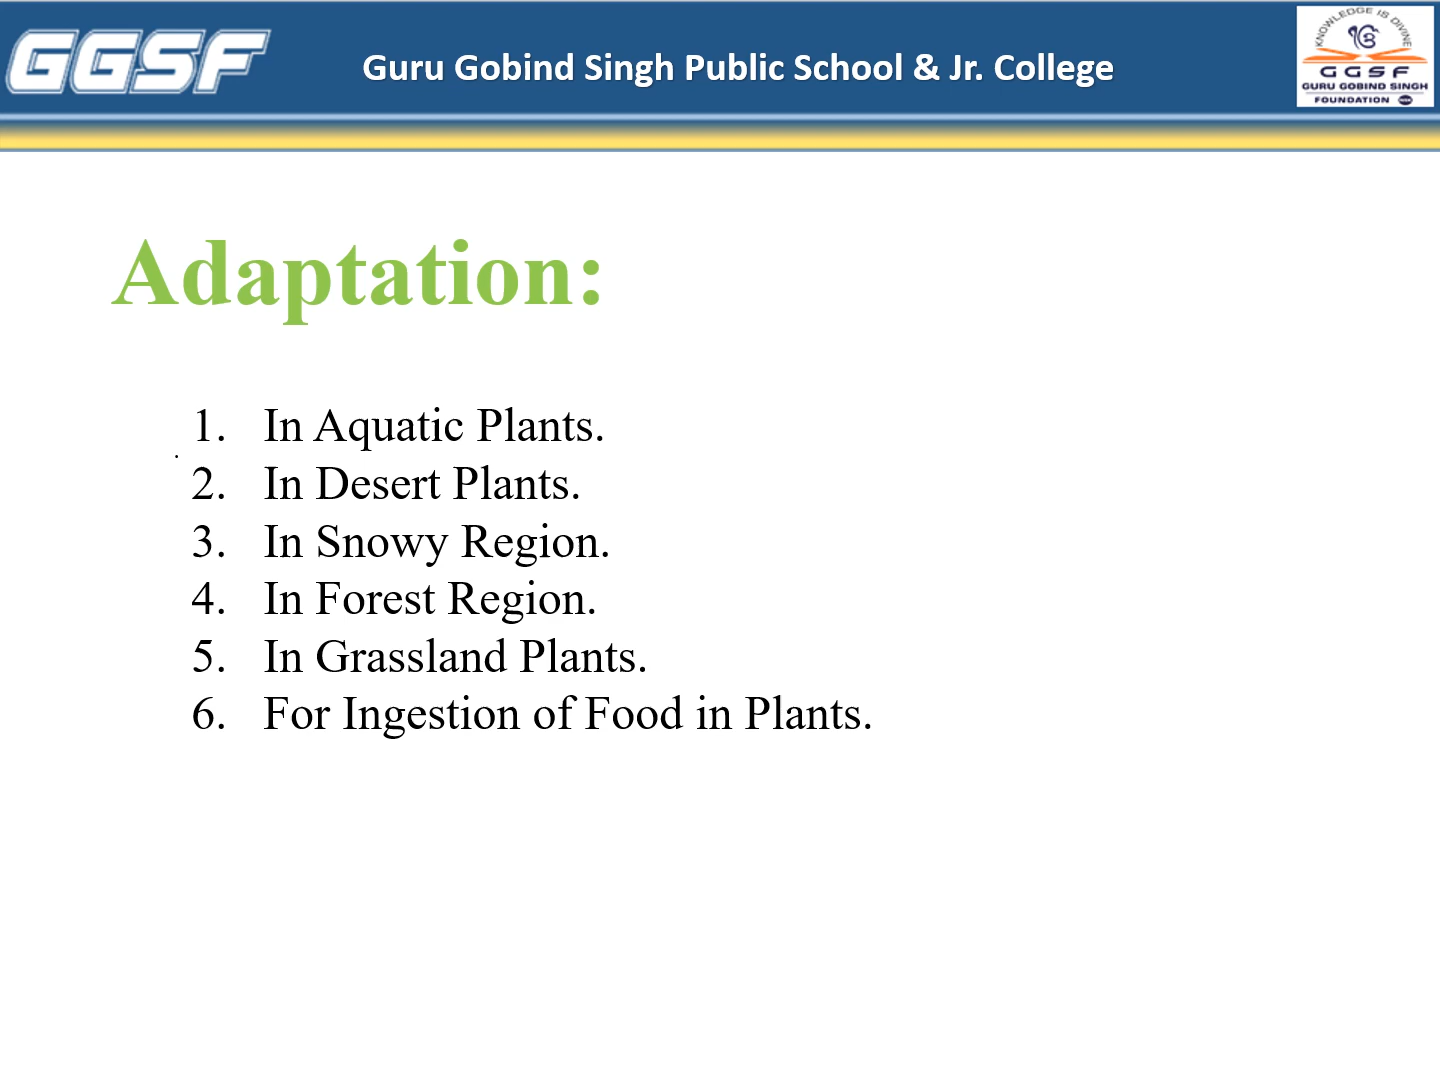 GGSF
Guru Gobind Singh Public School & Jr. College
KNOWLEDGE IS DIVINE
GGSF
GURU GOBIND SINGH
FOUNDATION
Adaptation:
1. In Aquatic Plants.
.
2. In Desert Plants.
3. In Snowy Region.
4. In Forest Region.
5. In Grassland Plants.
6. For Ingestion of Food in Plants.